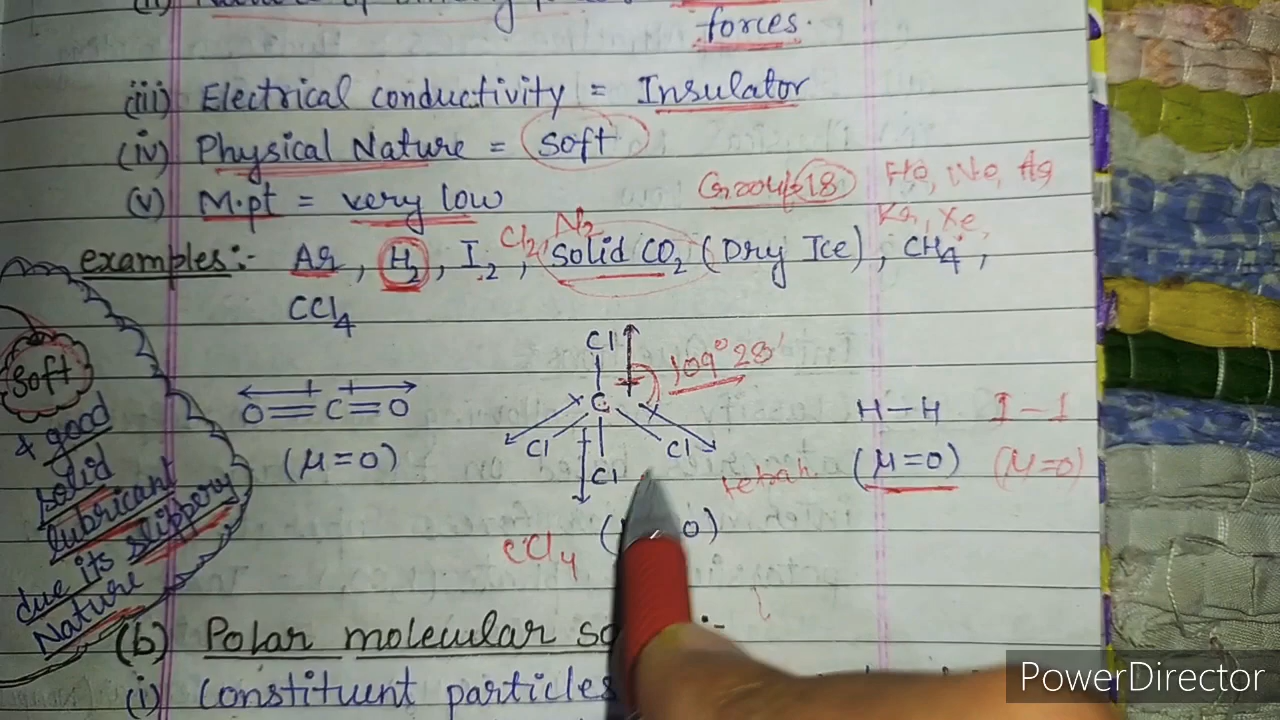 forces.
(iii) Electrical conductivity = Insulator
(iv) Physical Nature = soft
(v) M.pt = very low
Group 18 He, Ne, Ag
Kr, Xe,
Cl2, N2
examples:- Ar, H2, I2, solid CO2 (Dry Ice), CH4,
CCl4
Cl
109° 28'
O=C=O
C
H-H
I-I
Cl
Cl
Cl
(μ=0)
(μ=0)
(μ=0)
tetrah
0)
CCl4
soft
& good
solid
lubricant
due its slippery
Nature
(b) Polar molecular
(i) Constituent particles
PowerDirector